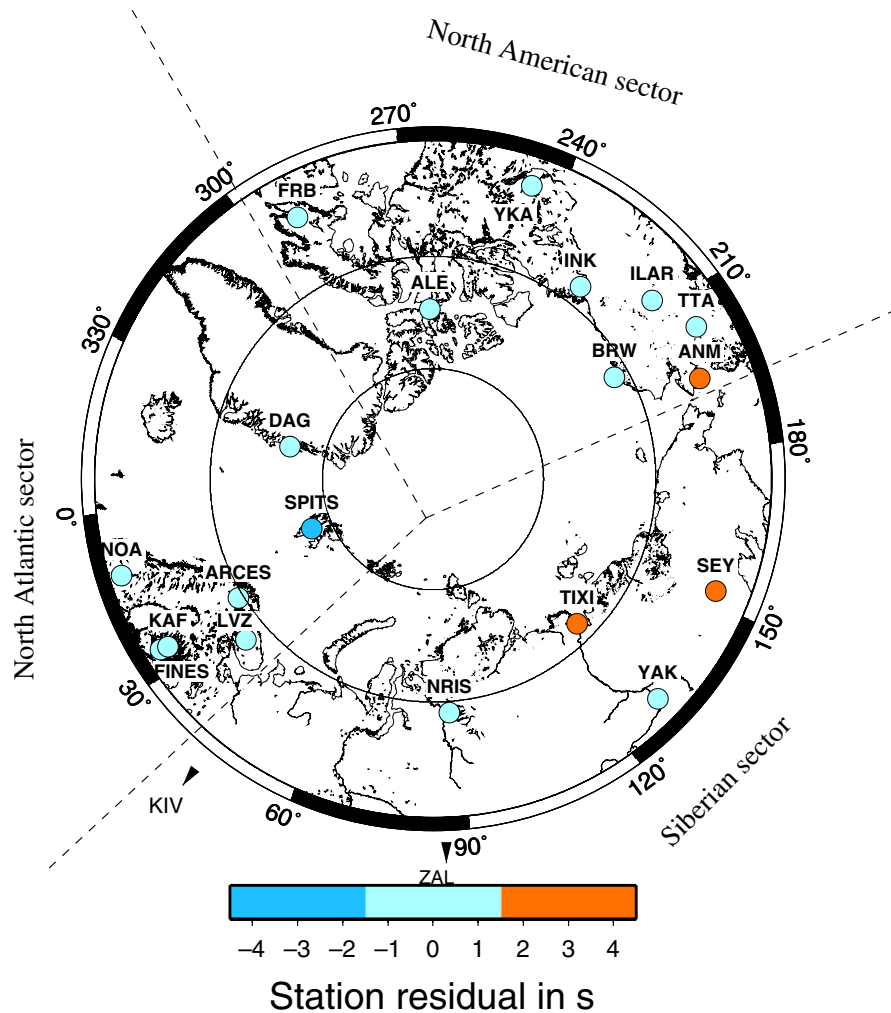 North American sector
270°
240°
300°
FRB
YKA
210°
INK
ILAR
ALE
TTA
330°
BRW
ANM
DAG
180°
North Atlantic sector
SPITS
0°
NOA
ARCES
SEY
TIXI
KAF
LVZ
150°
FINES
YAK
30°
NRIS
Siberian sector
120°
KIV
60°
90°
ZAL
−4 −3 −2 −1 0 1 2 3 4
Station residual in s